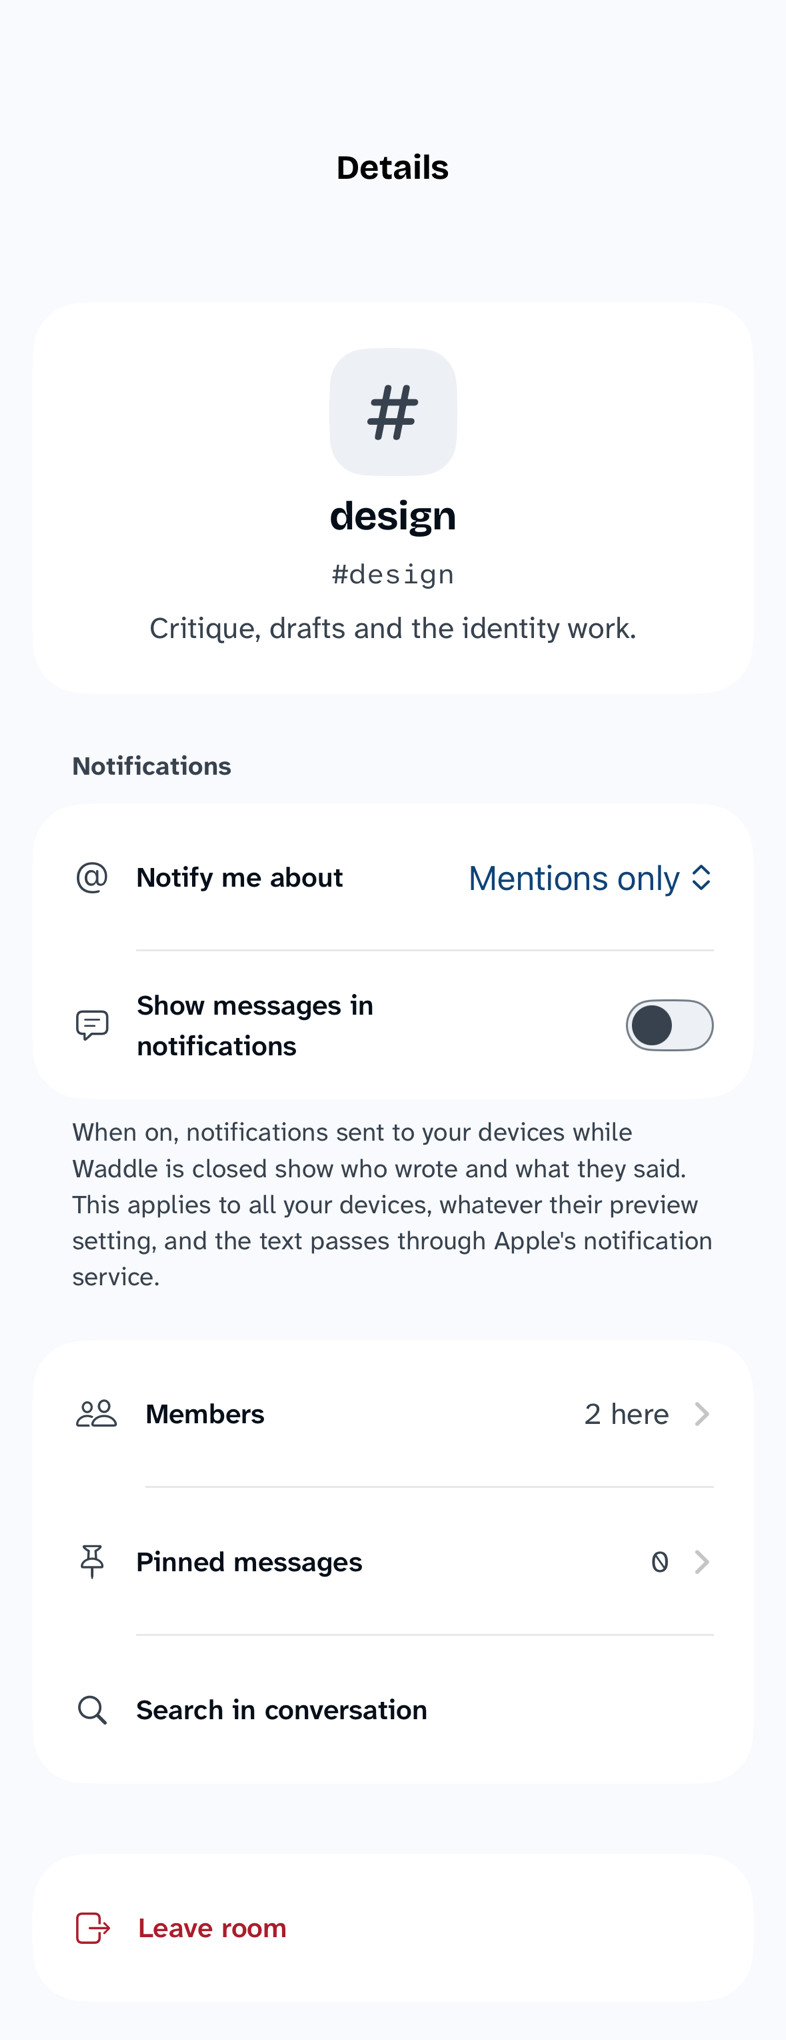 Details
#
design
#design
Critique, drafts and the identity work.
Notifications
@ Notify me about Mentions only
Show messages in
notifications
When on, notifications sent to your devices while
Waddle is closed show who wrote and what they said.
This applies to all your devices, whatever their preview
setting, and the text passes through Apple's notification
service.
Members 2 here
Pinned messages 0
Search in conversation
Leave room